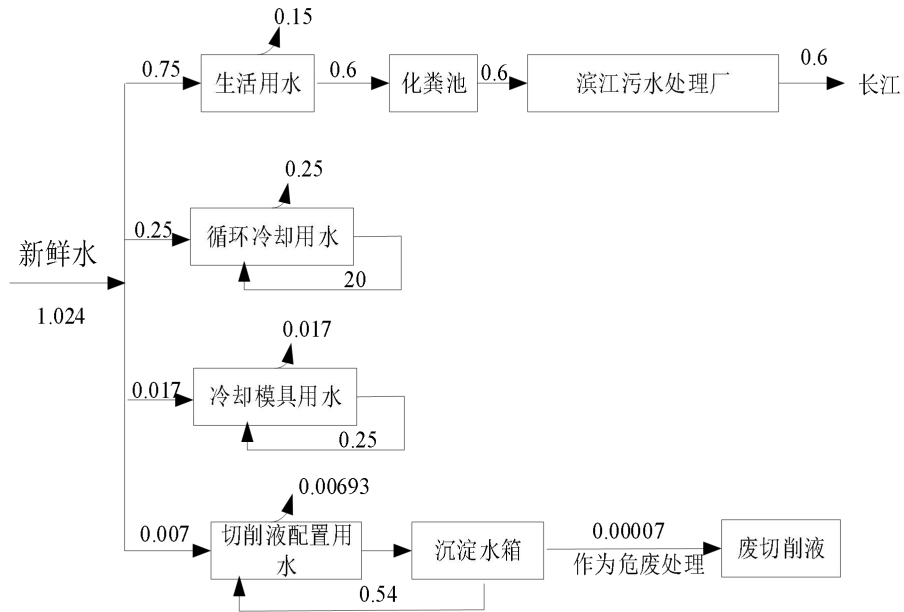 0.15
0.75
生活用水
0.6
化粪池
0.6
滨江污水处理厂
0.6
长江
0.25
0.25
循环冷却用水
20
新鲜水
1.024
0.017
0.017
冷却模具用水
0.25
0.00693
0.007
切削液配置用
水
沉淀水箱
0.00007
作为危废处理
废切削液
0.54